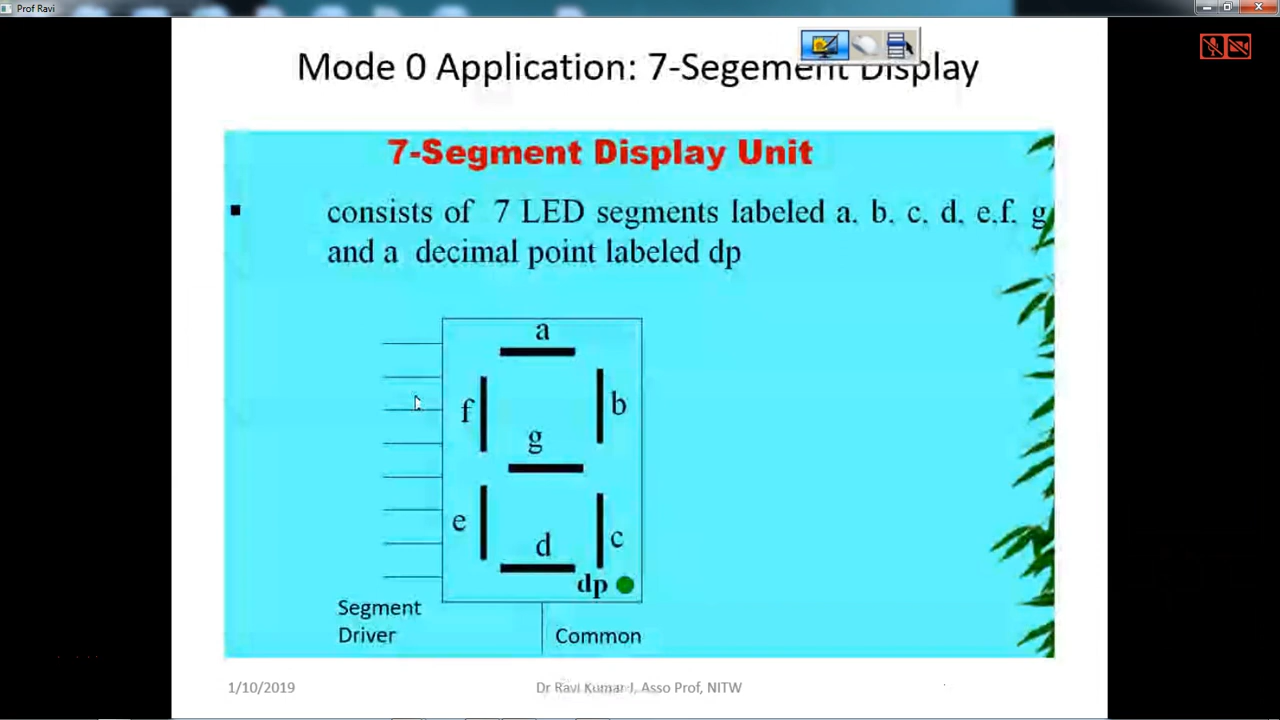 Prof Ravi
Mode 0 Application: 7-Segement Display
7-Segment Display Unit
▪ consists of 7 LED segments labeled a. b. c. d. e.f. g
and a decimal point labeled dp
a
f
b
g
e
d
c
dp
Segment
Driver
Common
1/10/2019
Dr Ravi Kumar J, Asso Prof, NITW